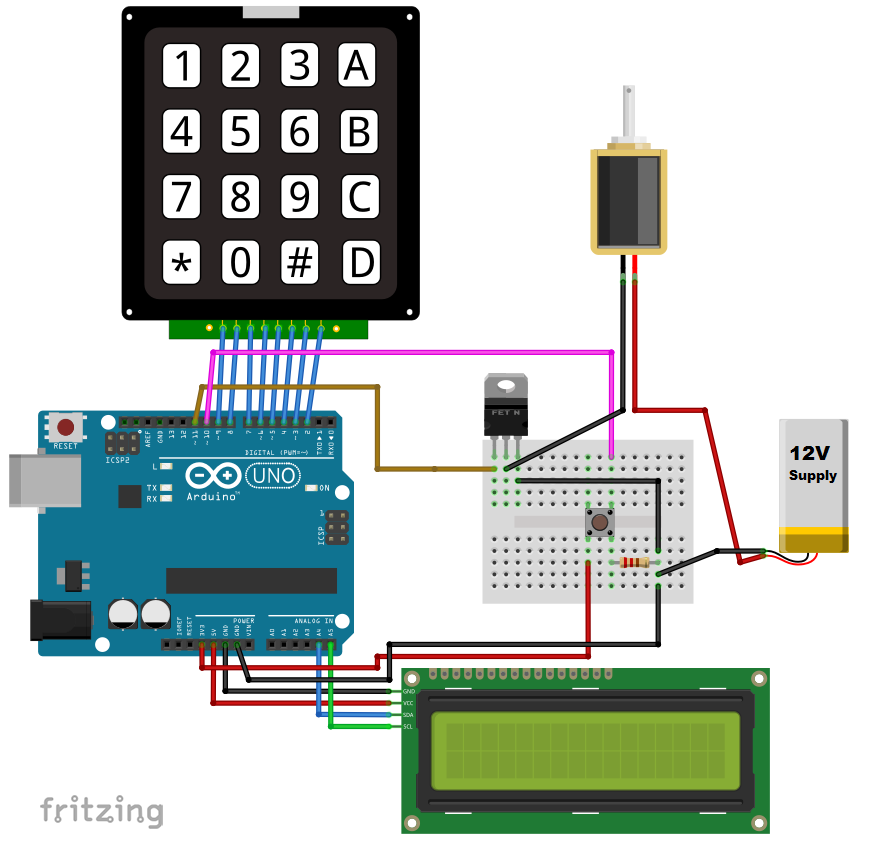 1 2 3 A
4 5 6 B
7 8 9 C
* 0 # D
FET N
12V
Supply
RESET
ICSP2
AREF
GND
13
12
~11
~10
~9
8
7
~6
~5
4
~3
2
TX0 ▶ 1
RX0 ◀ 0
DIGITAL (PWM=~)
L
TX
RX
Arduino™
UNO
ON
1
ICSP
IOREF
RESET
3V3
5V
GND
GND
VIN
POWER
ANALOG IN
A0
A1
A2
A3
A4
A5
GND
VCC
SDA
SCL
fritzing